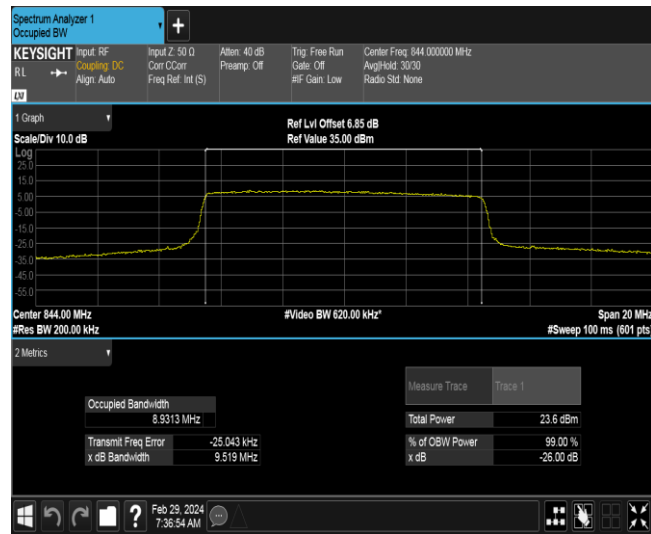 Spectrum Analyzer 1
Occupied BW
+
KEYSIGHT
RL
LXI
Input: RF
Coupling: DC
Align: Auto
Input Z: 50 Ω
Corr CCorr
Freq Ref: Int (S)
Atten: 40 dB
Preamp: Off
Trig: Free Run
Gate: Off
#IF Gain: Low
Center Freq: 844.000000 MHz
Avg|Hold: 30/30
Radio Std: None
1 Graph
Scale/Div 10.0 dB
Ref Lvl Offset 6.85 dB
Ref Value 35.00 dBm
Log
25.0
15.0
5.00
-5.00
-15.0
-25.0
-35.0
-45.0
-55.0
Center 844.00 MHz
#Res BW 200.00 kHz
#Video BW 620.00 kHz*
Span 20 MHz
#Sweep 100 ms (601 pts)
2 Metrics
Occupied Bandwidth
8.9313 MHz
Transmit Freq Error -25.043 kHz
x dB Bandwidth 9.519 MHz
Measure Trace Trace 1
Total Power 23.6 dBm
% of OBW Power 99.00 %
x dB -26.00 dB
?
Feb 29, 2024
7:36:54 AM